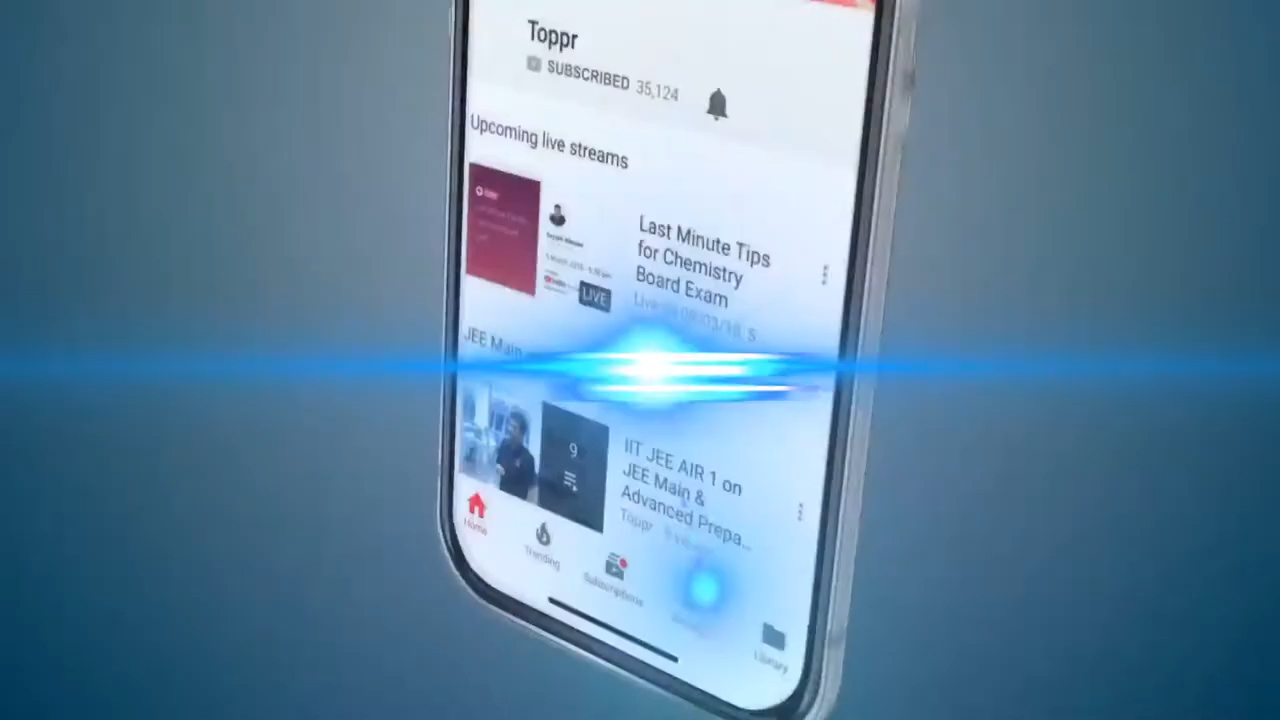 Toppr
SUBSCRIBED 35,124
Upcoming live streams
Last Minute Tips
for Chemistry
Board Exam
LIVE
JEE Main
9
IIT JEE AIR 1 on
JEE Main &
Advanced Prepa...
Toppr
Home
Trending
Subscriptions
Library